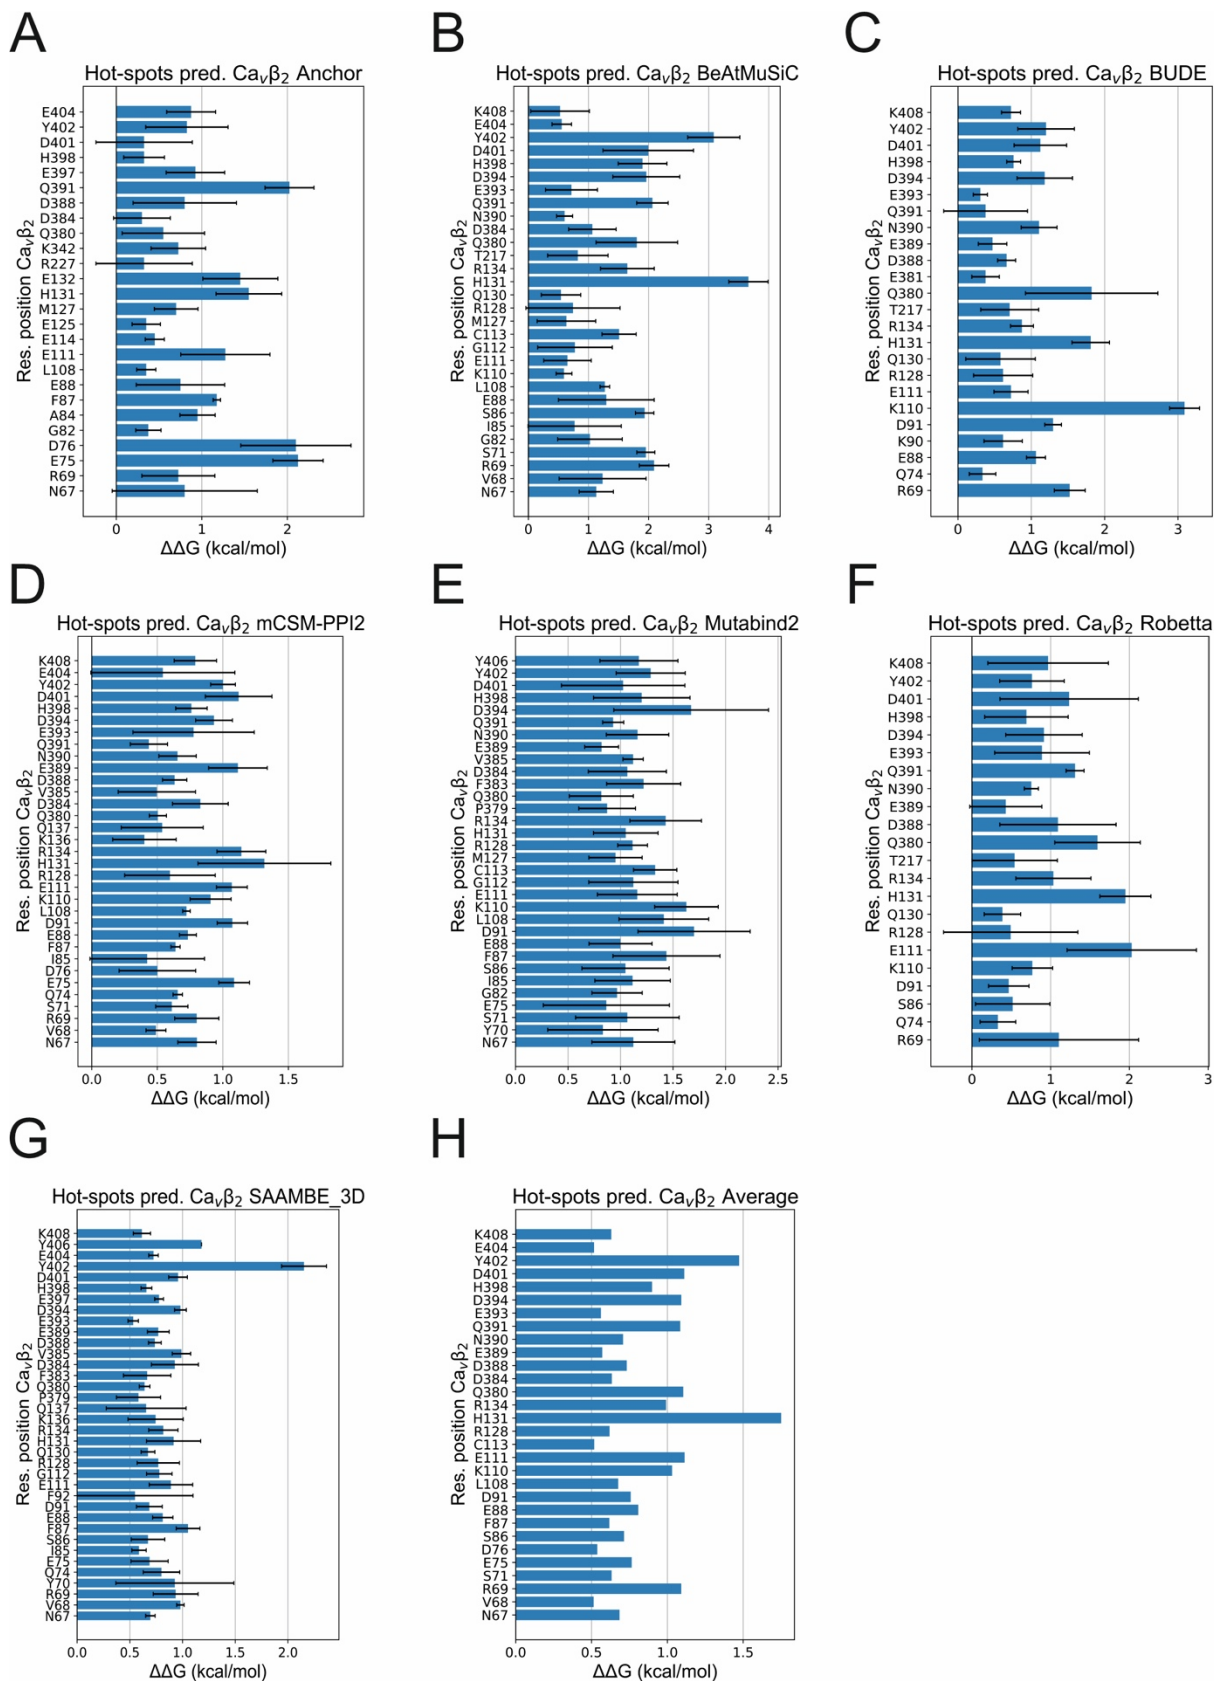 A
Hot-spots pred. Caᵥβ₂ Anchor
Res. position Caᵥβ₂
E404
Y402
D401
H398
E397
Q391
D388
D384
Q380
K342
R227
E132
H131
M127
E125
E114
E111
L108
E88
F87
A84
G82
D76
E75
R69
N67
0 1 2
ΔΔG (kcal/mol)
B
Hot-spots pred. Caᵥβ₂ BeAtMuSiC
Res. position Caᵥβ₂
K408
E404
Y402
D401
H398
D394
E393
Q391
N390
D384
Q380
T217
R134
H131
Q130
R128
M127
C113
G112
E111
K110
L108
E88
S86
I85
G82
S71
R69
V68
N67
0 1 2 3 4
ΔΔG (kcal/mol)
C
Hot-spots pred. Caᵥβ₂ BUDE
Res. position Caᵥβ₂
K408
Y402
D401
H398
D394
E393
Q391
N390
E389
D388
E381
Q380
T217
R134
H131
Q130
R128
E111
K110
D91
K90
E88
Q74
R69
0 1 2 3
ΔΔG (kcal/mol)
D
Hot-spots pred. Caᵥβ₂ mCSM-PPI2
Res. position Caᵥβ₂
K408
E404
Y402
D401
H398
D394
E393
Q391
N390
E389
D388
V385
D384
Q380
Q137
K136
R134
H131
R128
E111
K110
L108
D91
E88
F87
I85
D76
E75
Q74
S71
R69
V68
N67
0.0 0.5 1.0 1.5
ΔΔG (kcal/mol)
E
Hot-spots pred. Caᵥβ₂ Mutabind2
Res. position Caᵥβ₂
Y406
Y402
D401
H398
D394
Q391
N390
E389
V385
D384
F383
Q380
P379
R134
H131
R128
M127
C113
G112
E111
K110
L108
D91
E88
F87
S86
I85
G82
E75
S71
Y70
N67
0.0 0.5 1.0 1.5 2.0 2.5
ΔΔG (kcal/mol)
F
Hot-spots pred. Caᵥβ₂ Robetta
Res. position Caᵥβ₂
K408
Y402
D401
H398
D394
E393
Q391
N390
E389
D388
Q380
T217
R134
H131
Q130
R128
E111
K110
D91
S86
Q74
R69
0 1 2 3
ΔΔG (kcal/mol)
G
Hot-spots pred. Caᵥβ₂ SAAMBE_3D
Res. position Caᵥβ₂
K408
Y406
E404
Y402
D401
H398
E397
D394
E393
E389
D388
V385
D384
F383
Q380
P379
Q137
K136
R134
H131
Q130
R128
G112
E111
F92
D91
E88
F87
S86
I85
E75
Q74
Y70
R69
V68
N67
0.0 0.5 1.0 1.5 2.0
ΔΔG (kcal/mol)
H
Hot-spots pred. Caᵥβ₂ Average
Res. position Caᵥβ₂
K408
E404
Y402
D401
H398
D394
E393
Q391
N390
E389
D388
D384
Q380
R134
H131
R128
C113
E111
K110
L108
D91
E88
F87
S86
D76
E75
S71
R69
V68
N67
0.0 0.5 1.0 1.5
ΔΔG (kcal/mol)